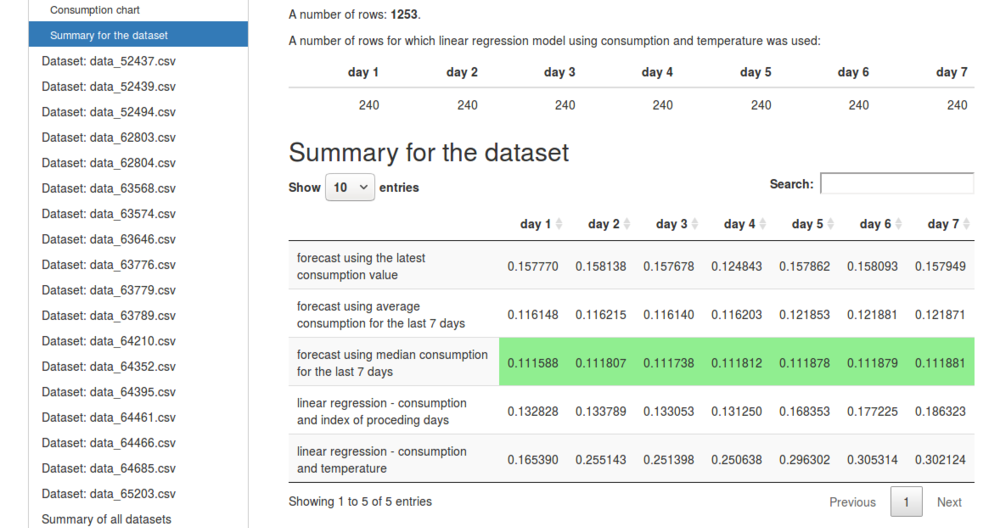 Consumption chart
Summary for the dataset
Dataset: data_52437.csv
Dataset: data_52439.csv
Dataset: data_52494.csv
Dataset: data_62803.csv
Dataset: data_62804.csv
Dataset: data_63568.csv
Dataset: data_63574.csv
Dataset: data_63646.csv
Dataset: data_63776.csv
Dataset: data_63779.csv
Dataset: data_63789.csv
Dataset: data_64210.csv
Dataset: data_64352.csv
Dataset: data_64395.csv
Dataset: data_64461.csv
Dataset: data_64466.csv
Dataset: data_64685.csv
Dataset: data_65203.csv
Summary of all datasets
A number of rows: 1253.
A number of rows for which linear regression model using consumption and temperature was used:
day 1 day 2 day 3 day 4 day 5 day 6 day 7
240 240 240 240 240 240 240
Summary for the dataset
Show 10 entries
Search:
day 1 day 2 day 3 day 4 day 5 day 6 day 7
forecast using the latest
consumption value
0.157770 0.158138 0.157678 0.124843 0.157862 0.158093 0.157949
forecast using average
consumption for the last 7 days
0.116148 0.116215 0.116140 0.116203 0.121853 0.121881 0.121871
forecast using median consumption
for the last 7 days
0.111588 0.111807 0.111738 0.111812 0.111878 0.111879 0.111881
linear regression - consumption
and index of proceding days
0.132828 0.133789 0.133053 0.131250 0.168353 0.177225 0.186323
linear regression - consumption
and temperature
0.165390 0.255143 0.251398 0.250638 0.296302 0.305314 0.302124
Showing 1 to 5 of 5 entries
Previous 1 Next